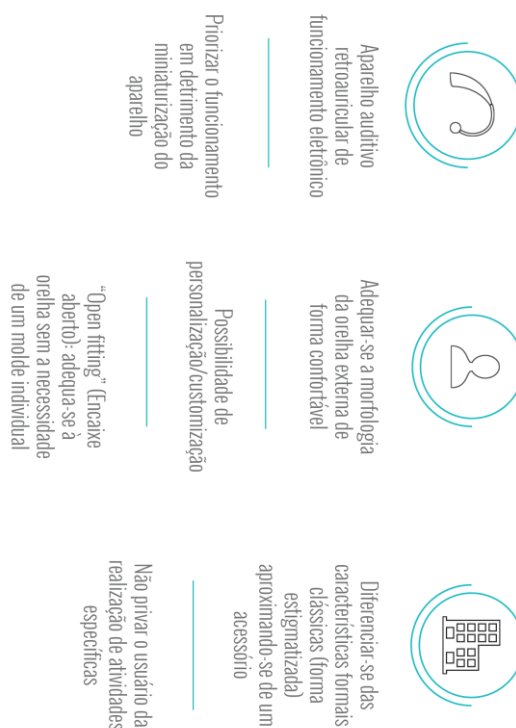 Aparelho auditivo
retroauricular de
funcionamento eletrônico
Priorizar o funcionamento
em detrimento da
miniaturização do
aparelho
Adequar-se a morfologia
da orelha externa de
forma confortável
Possibilidade de
personalização/customização
“Open fitting” (Encaixe
aberto): adequa-se à
orelha sem a necessidade
de um molde individual
Diferenciar-se das
características formais
clássicas (forma
estigmatizada)
aproximando-se de um
acessório
Não privar o usuário da
realização de atividades
específicas